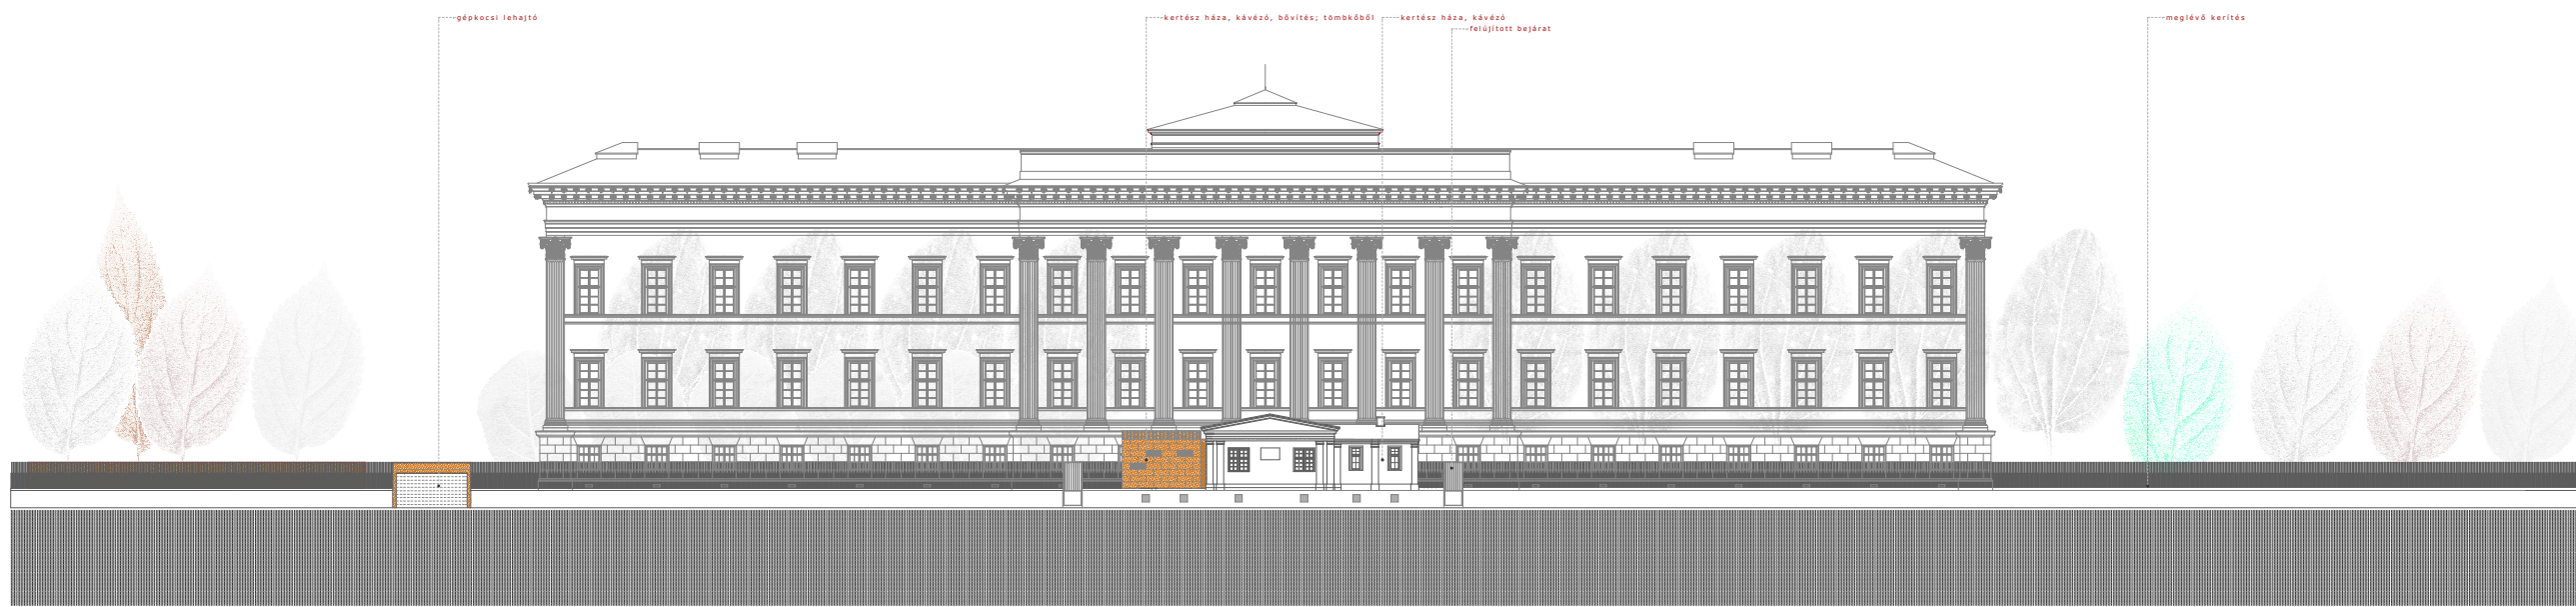 gépkocsi lehajtó
kertész háza, kávézó, bővítés; tömbkőből
kertész háza, kávézó
felújított bejárat
meglévő kerítés